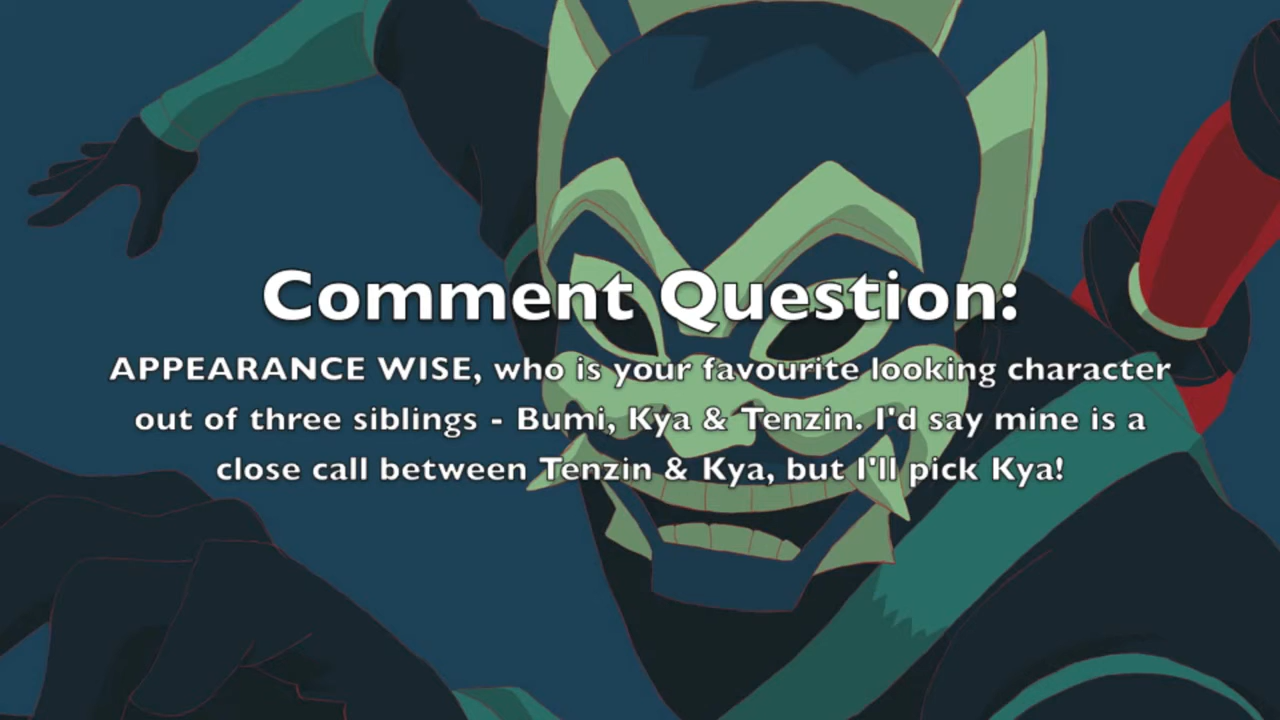 Comment Question:
APPEARANCE WISE, who is your favourite looking character
out of three siblings - Bumi, Kya & Tenzin. I'd say mine is a
close call between Tenzin & Kya, but I'll pick Kya!